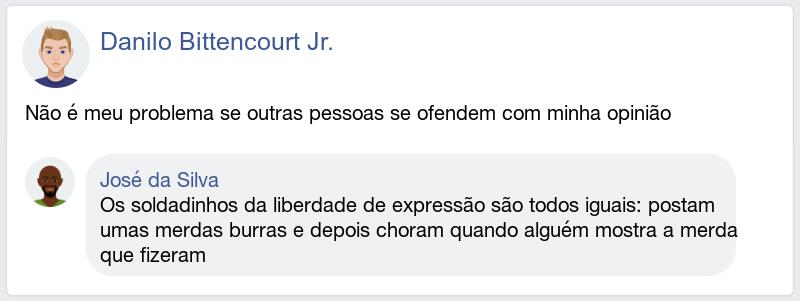 Danilo Bittencourt Jr.
Não é meu problema se outras pessoas se ofendem com minha opinião
José da Silva
Os soldadinhos da liberdade de expressão são todos iguais: postam
umas merdas burras e depois choram quando alguém mostra a merda
que fizeram